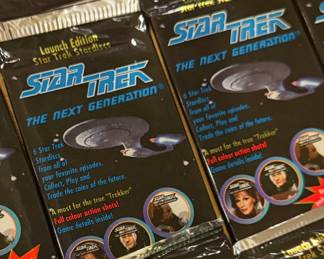 Launch Edition
Star Trek Stardiscs
STAR TREK
THE NEXT GENERATION
6 Star Trek
Stardiscs
from all of
your favorite episodes.
Collect, Play and
Trade the coins of the future.
A must for the true "Trekker"
Full colour action shots!
Game details inside!
STAR TREK
THE NEXT GENERATION
6 Star Trek
Stardiscs
from all of
your favorite episodes.
Collect, Play and
Trade the coins of the future.
A must for the true "Trekker"
Full colour action shots!
Game details inside!
Launch Edition